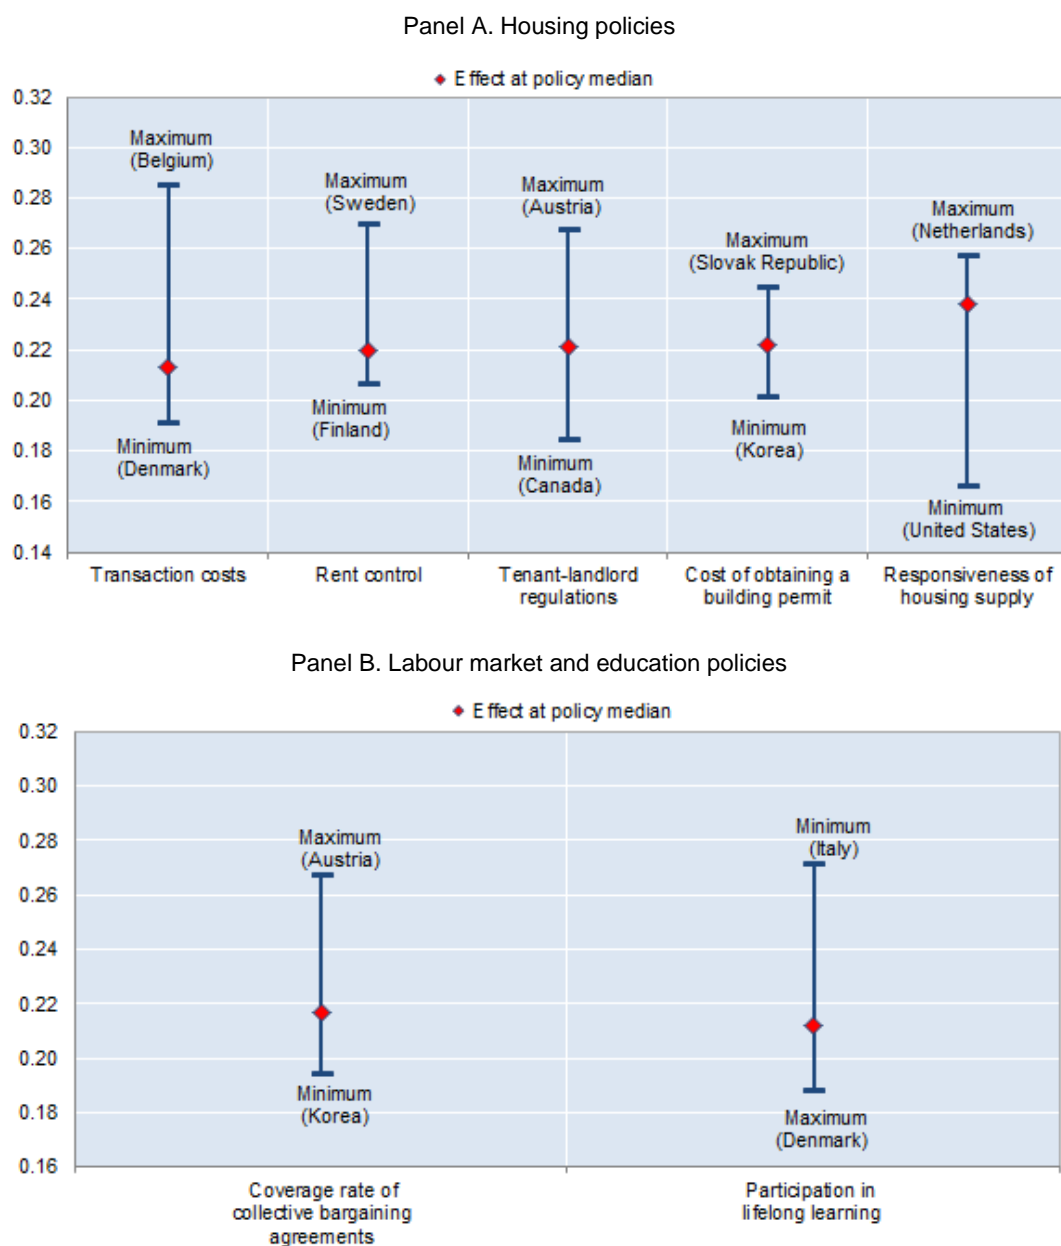 Panel A. Housing policies
Effect at policy median
0.32
0.30
0.28
0.26
0.24
0.22
0.20
0.18
0.16
0.14
Maximum
(Belgium)
Minimum
(Denmark)
Maximum
(Sweden)
Minimum
(Finland)
Maximum
(Austria)
Minimum
(Canada)
Maximum
(Slovak Republic)
Minimum
(Korea)
Maximum
(Netherlands)
Minimum
(United States)
Transaction costs
Rent control
Tenant-landlord
regulations
Cost of obtaining a
building permit
Responsiveness of
housing supply
Panel B. Labour market and education policies
Effect at policy median
0.32
0.30
0.28
0.26
0.24
0.22
0.20
0.18
0.16
Maximum
(Austria)
Minimum
(Korea)
Minimum
(Italy)
Maximum
(Denmark)
Coverage rate of
collective bargaining
agreements
Participation in
lifelong learning